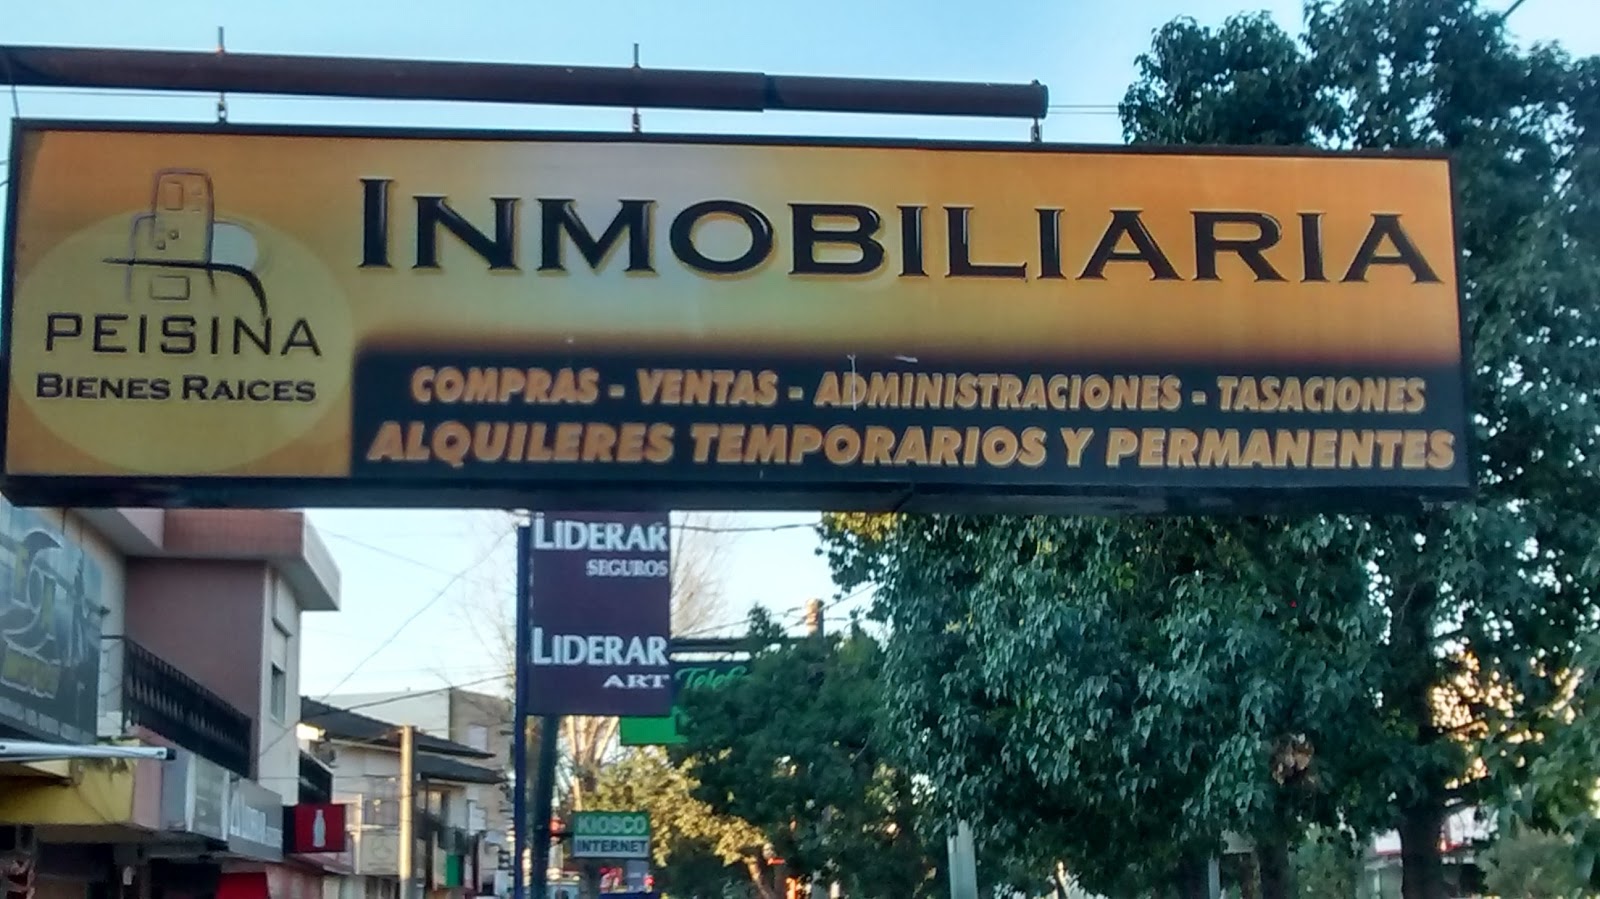 INMOBILIARIA
PEISINA
BIENES RAICES
COMPRAS - VENTAS - ADMINISTRACIONES - TASACIONES
ALQUILERES TEMPORARIOS Y PERMANENTES
LIDERAR
SEGUROS
LIDERAR
ART
KIOSCO
INTERNET